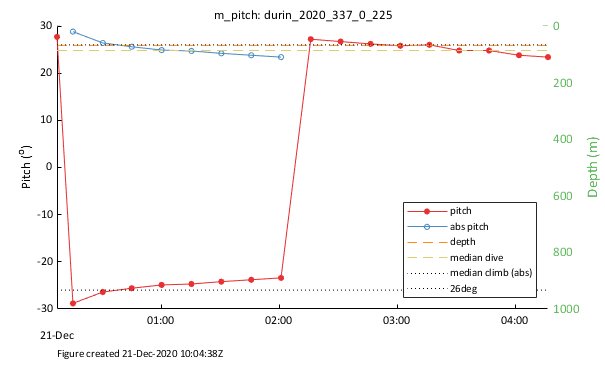 m_pitch: durin_2020_337_0_225
30
20
10
0
-10
-20
-30
Pitch (°)
0
200
400
600
800
1000
Depth (m)
pitch
abs pitch
depth
median dive
median climb (abs)
26deg
01:00
02:00
03:00
04:00
21-Dec
Figure created 21-Dec-2020 10:04:38Z